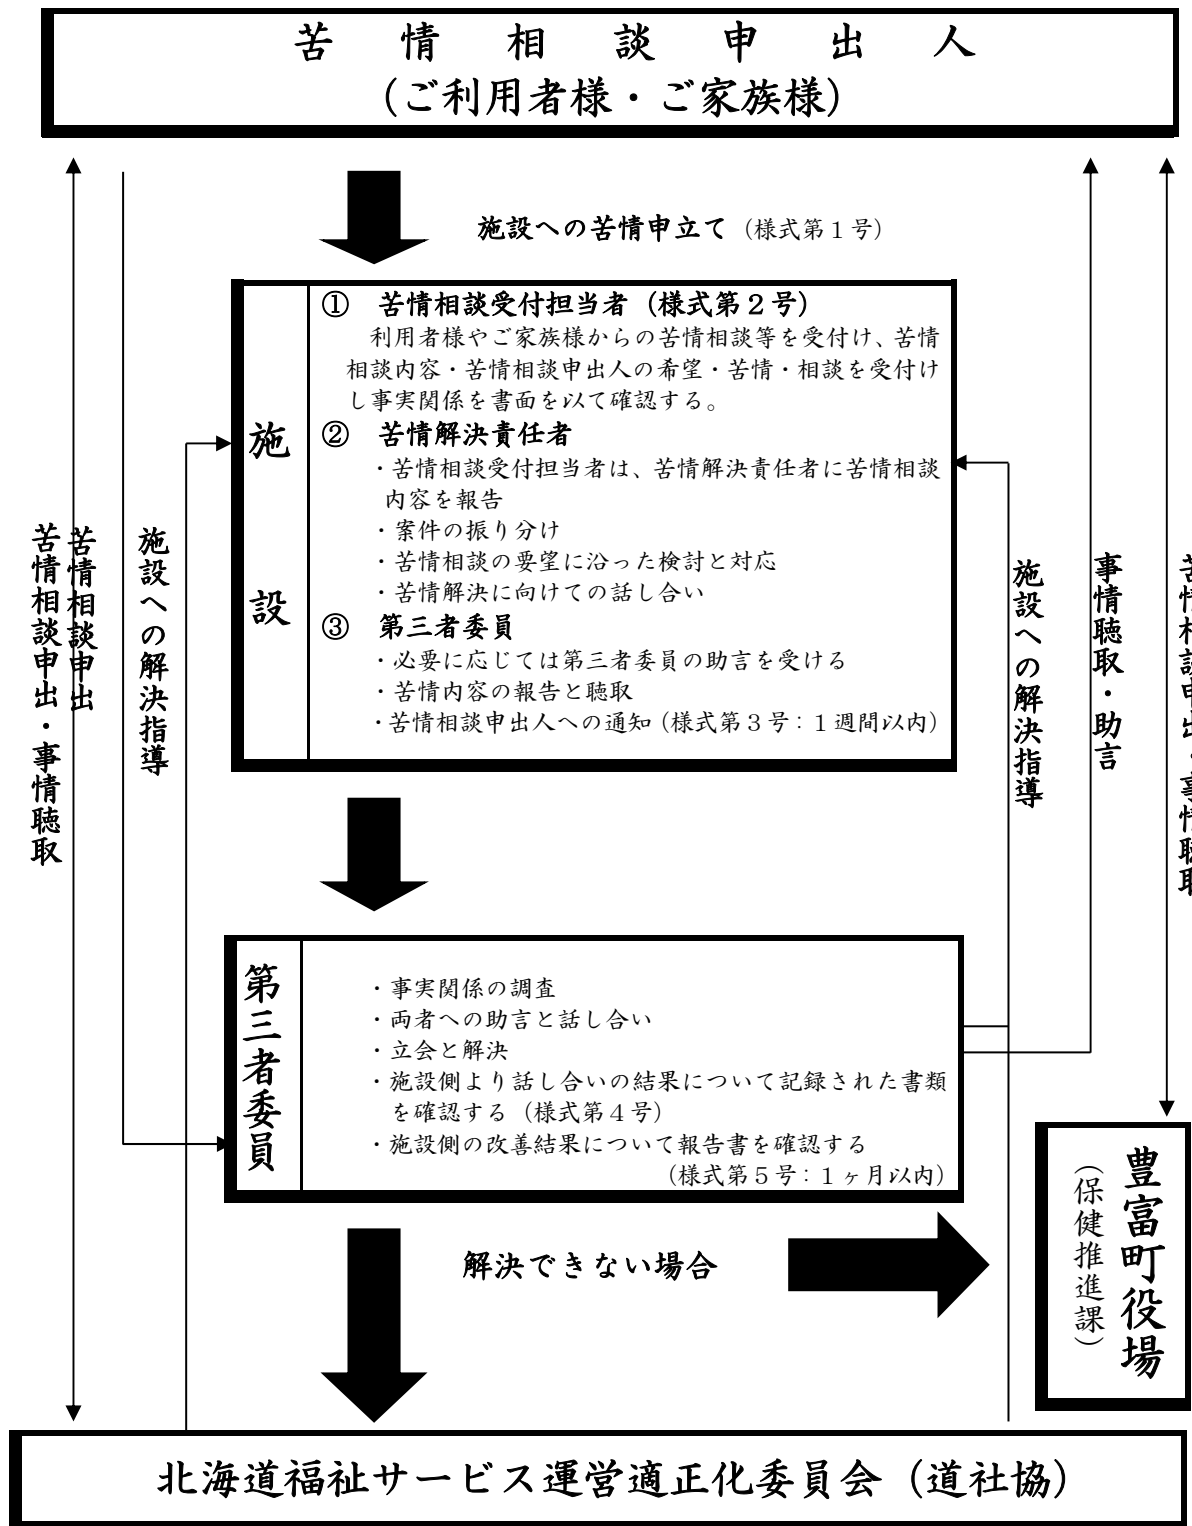 苦情相談申出人
(ご利用者様・ご家族様)
施設への苦情申立て（様式第１号）
施設
① 苦情相談受付担当者（様式第２号）
利用者様やご家族様からの苦情相談等を受付け、苦情
相談内容・苦情相談申出人の希望・苦情・相談を受付け
し事実関係を書面を以て確認する。
② 苦情解決責任者
・苦情相談受付担当者は、苦情解決責任者に苦情相談
内容を報告
・案件の振り分け
・苦情相談の要望に沿った検討と対応
・苦情解決に向けての話し合い
③ 第三者委員
・必要に応じては第三者委員の助言を受ける
・苦情内容の報告と聴取
・苦情相談申出人への通知（様式第３号：１週間以内）
苦情相談申出・事情聴取
苦情相談申出
施設への解決指導
施設への解決指導
事情聴取・助言
苦情相談申出・事情聴取
第三者委員
・事実関係の調査
・両者への助言と話し合い
・立会と解決
・施設側より話し合いの結果について記録された書類
を確認する（様式第４号）
・施設側の改善結果について報告書を確認する
（様式第５号：１ヶ月以内）
解決できない場合
豊富町役場
（保健推進課）
北海道福祉サービス運営適正化委員会（道社協）